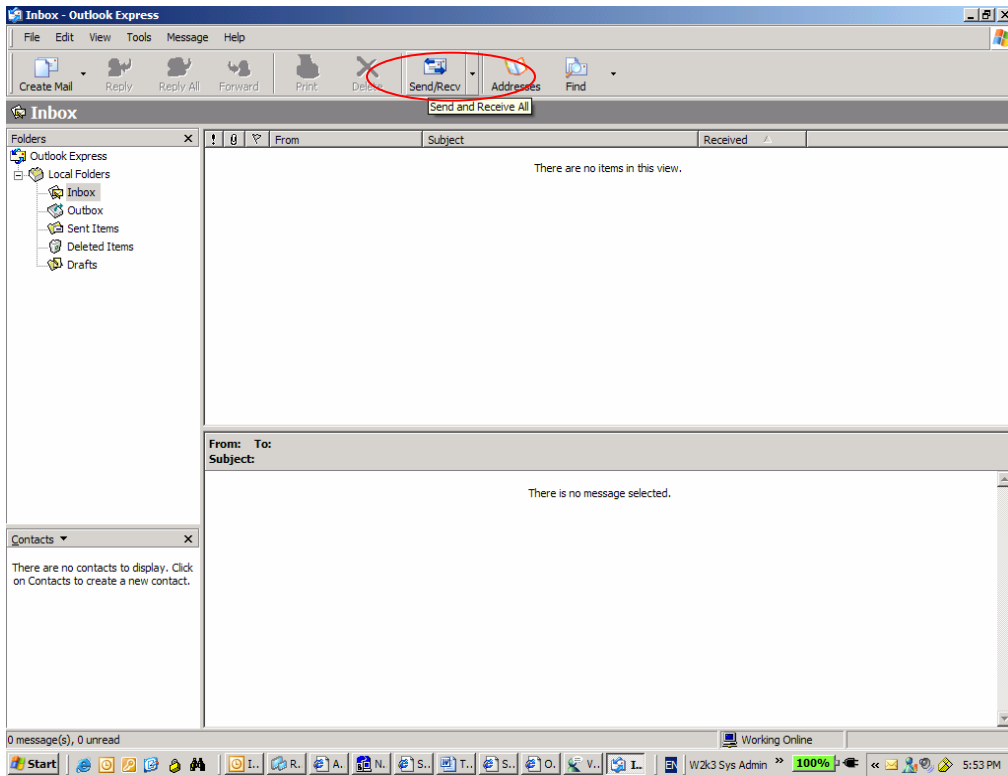 Inbox - Outlook Express
File Edit View Tools Message Help
Create Mail Reply Reply All Forward Print Delete Send/Recv Addresses Find
Send and Receive All
Inbox
Folders
! From Subject Received
Outlook Express
Local Folders
Inbox
Outbox
Sent Items
Deleted Items
Drafts
There are no items in this view.
From: To:
Subject:
There is no message selected.
Contacts
There are no contacts to display. Click
on Contacts to create a new contact.
0 message(s), 0 unread Working Online
Start I.. R.. A.. N.. S.. T.. S.. O.. V.. I.. EN W2k3 Sys Admin » 100% « 5:53 PM